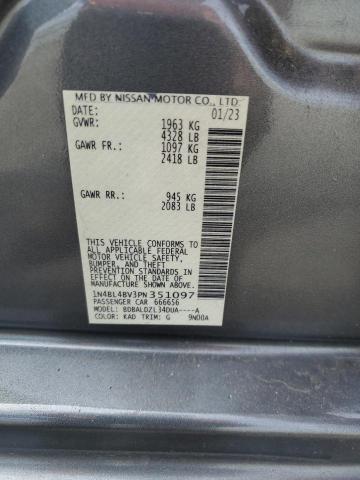 MFD BY NISSAN MOTOR CO., LTD.
DATE: 01/23
GVWR: 1963 KG
4328 LB
GAWR FR: 1097 KG
2418 LB
GAWR RR: 945 KG
2083 LB
THIS VEHICLE CONFORMS TO
ALL APPLICABLE FEDERAL
MOTOR VEHICLE SAFETY,
BUMPER, AND THEFT
PREVENTION STANDARDS IN
EFFECT ON THE DATE OF
MANUFACTURE SHOWN ABOVE.
1N4BL4BV3PN351097
PASSENGER CAR 666656
MODEL: BDBALDZL34DUA----A
COLOR: KAD TRIM: G 9N00A